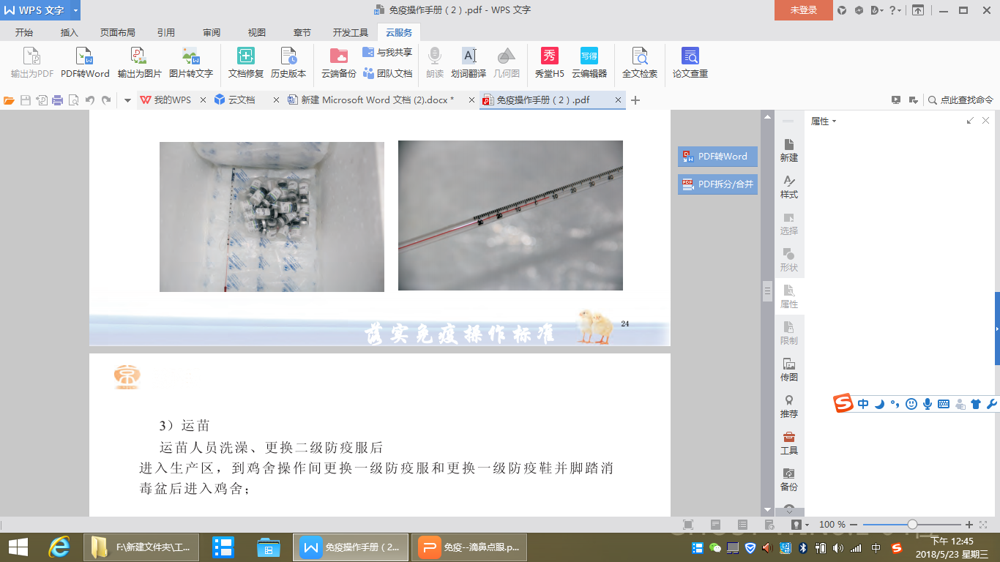 WPS 文字
免疫操作手册（2）.pdf - WPS 文字
未登录
开始 插入 页面布局 引用 审阅 视图 章节 开发工具 云服务
输出为PDF PDF转Word 输出为图片 图片转文字 文档修复 历史版本 云端备份 与我共享 团队文档 朗读 划词翻译 几何图 秀堂H5 云编辑器 全文检索 论文查重
秀 写得
我的WPS 云文档 新建 Microsoft Word 文档 (2).docx * 免疫操作手册（2）.pdf 点此查找命令
属性
PDF转Word
PDF拆分/合并
新建
样式
选择
形状
属性
限制
传图
推荐
工具
备份
落实免疫操作标准
24
3）运苗
运苗人员洗澡、更换二级防疫服后
进入生产区，到鸡舍操作间更换一级防疫服和更换一级防疫鞋并脚踏消
毒盆后进入鸡舍；
中
100 %
F:\新建文件夹\工... 免疫操作手册（2... 免疫--滴鼻点眼.p...
中
下午 12:45
2018/5/23 星期三